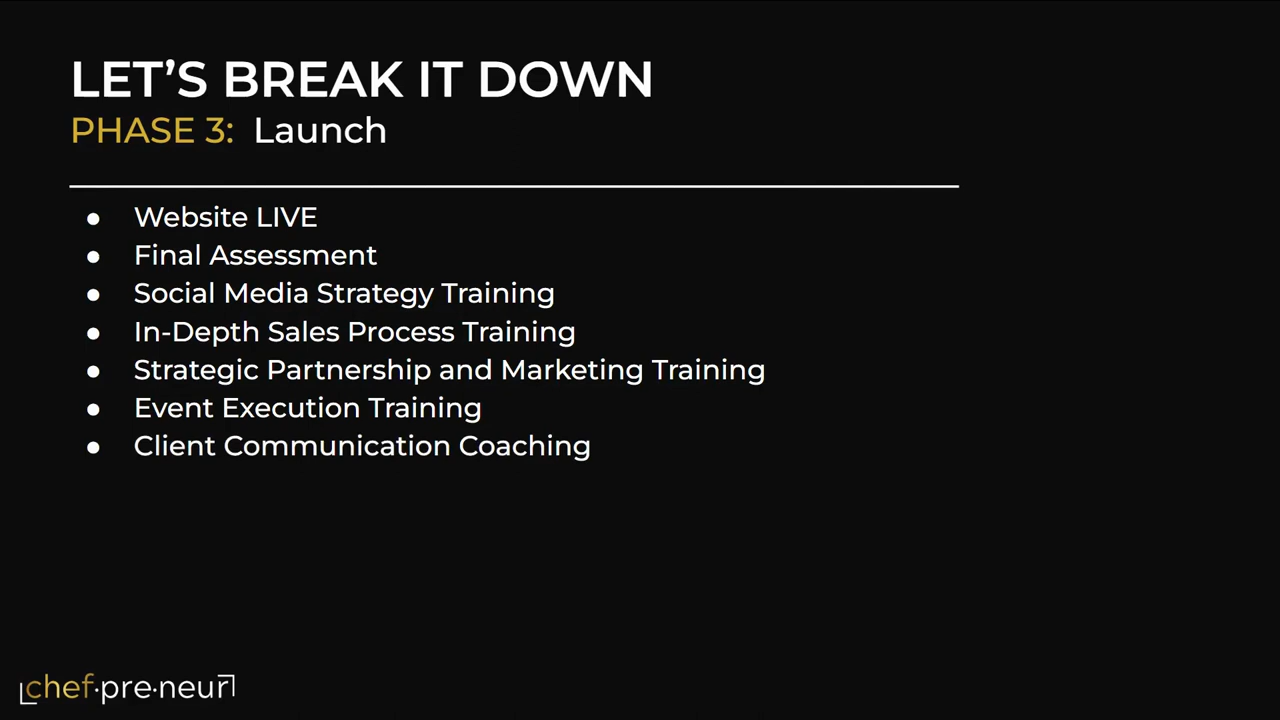 LET’S BREAK IT DOWN
PHASE 3: Launch
● Website LIVE
● Final Assessment
● Social Media Strategy Training
● In-Depth Sales Process Training
● Strategic Partnership and Marketing Training
● Event Execution Training
● Client Communication Coaching
chef·pre·neur